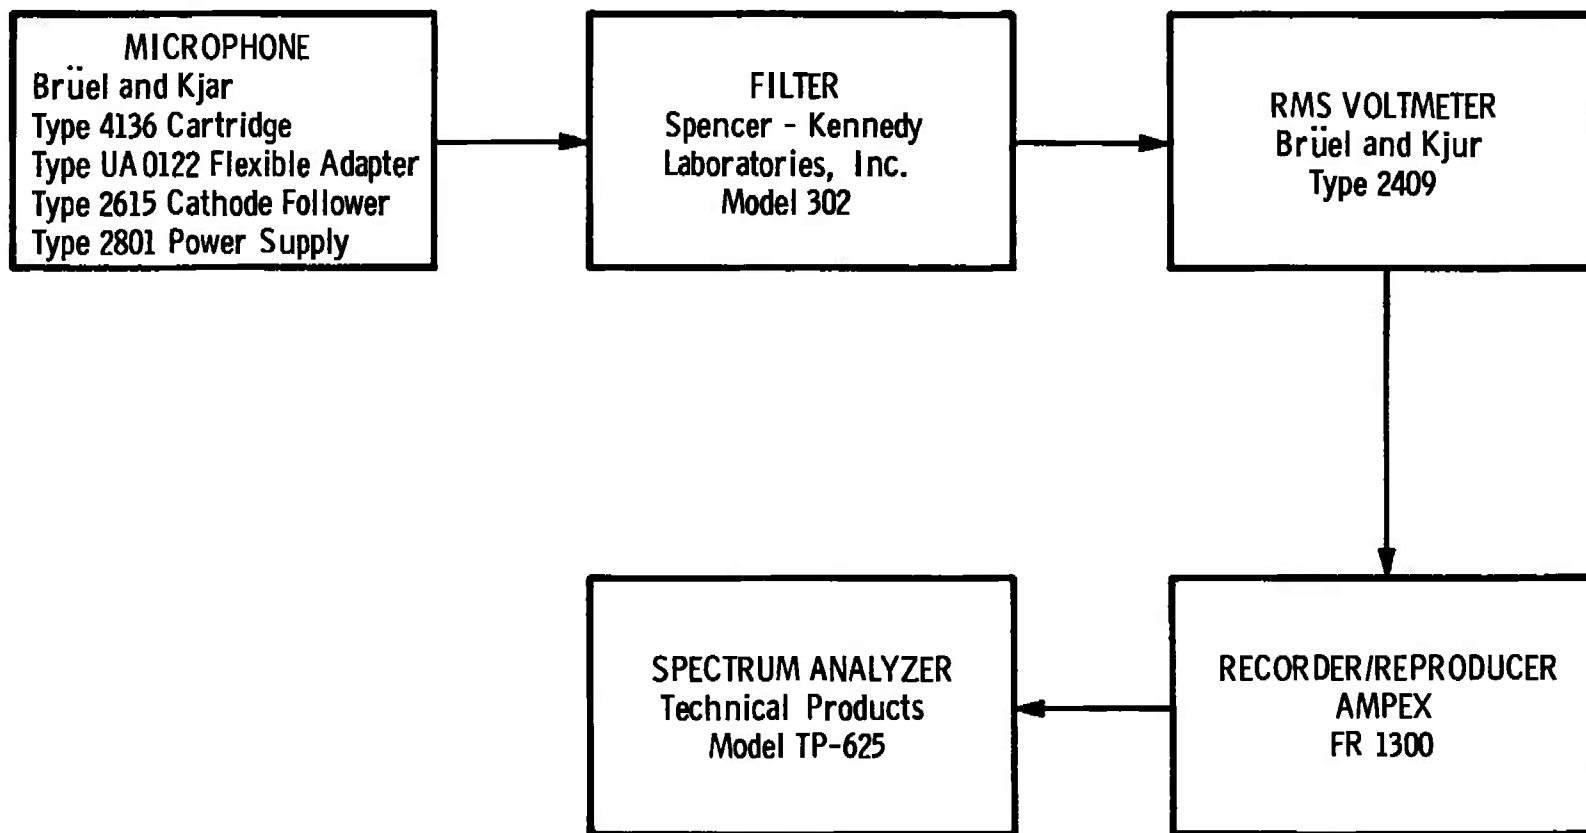 MICROPHONE
Brüel and Kjar
Type 4136 Cartridge
Type UA0122 Flexible Adapter
Type 2615 Cathode Follower
Type 2801 Power Supply
FILTER
Spencer - Kennedy
Laboratories, Inc.
Model 302
RMS VOLTMETER
Brüel and Kjur
Type 2409
RECORDER/REPRODUCER
AMPEX
FR 1300
SPECTRUM ANALYZER
Technical Products
Model TP-625